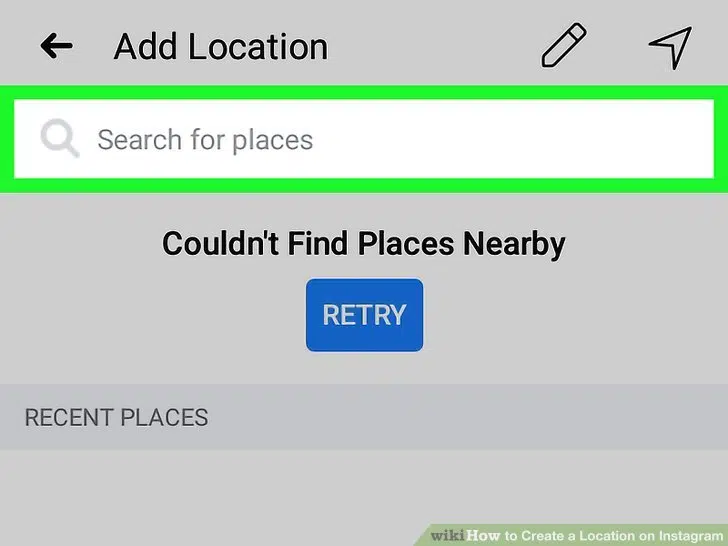 Add Location
Search for places
Couldn't Find Places Nearby
RETRY
RECENT PLACES
wikiHow to Create a Location on Instagram